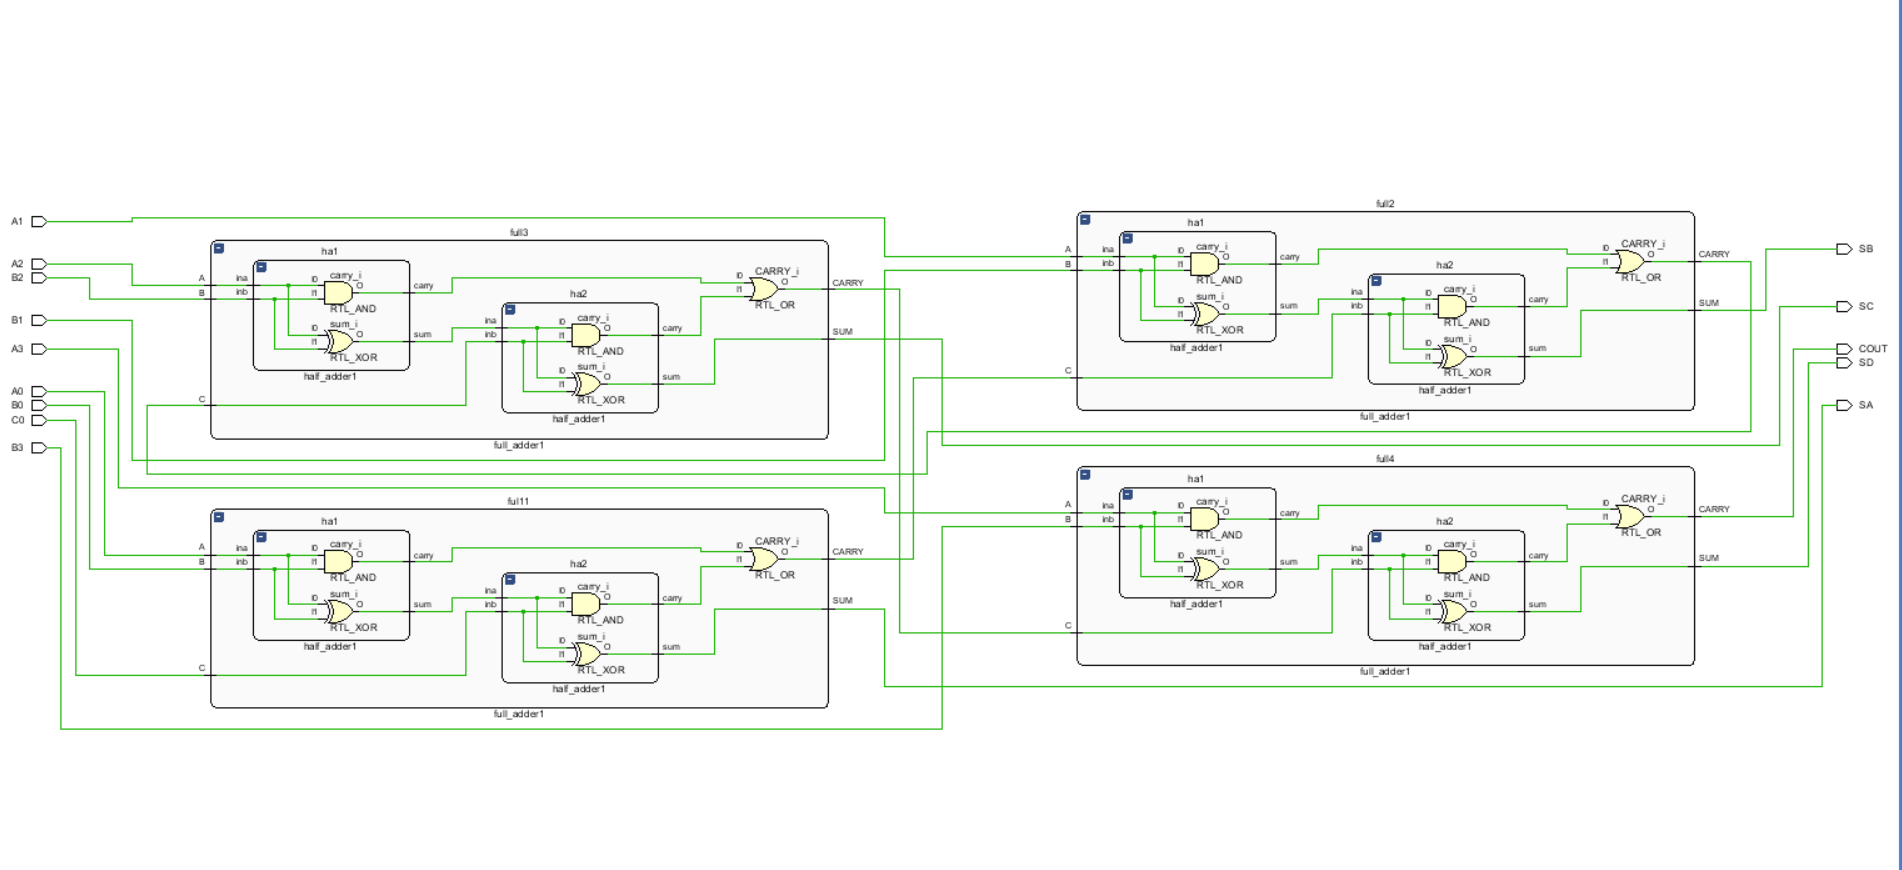 A1
A2
B2
B1
A3
A0
B0
C0
B3
full3
ha1
A
B
C
ina
inb
I0
I1
carry_i
O
RTL_AND
carry
I0
I1
sum_i
O
RTL_XOR
sum
half_adder1
ha2
ina
inb
I0
I1
carry_i
O
RTL_AND
carry
I0
I1
sum_i
O
RTL_XOR
sum
half_adder1
I0
I1
CARRY_i
O
RTL_OR
CARRY
SUM
full_adder1
ful11
ha1
A
B
C
ina
inb
I0
I1
carry_i
O
RTL_AND
carry
I0
I1
sum_i
O
RTL_XOR
sum
half_adder1
ha2
ina
inb
I0
I1
carry_i
O
RTL_AND
carry
I0
I1
sum_i
O
RTL_XOR
sum
half_adder1
I0
I1
CARRY_i
O
RTL_OR
CARRY
SUM
full_adder1
full2
ha1
A
B
C
ina
inb
I0
I1
carry_i
O
RTL_AND
carry
I0
I1
sum_i
O
RTL_XOR
sum
half_adder1
ha2
ina
inb
I0
I1
carry_i
O
RTL_AND
carry
I0
I1
sum_i
O
RTL_XOR
sum
half_adder1
I0
I1
CARRY_i
O
RTL_OR
CARRY
SUM
full_adder1
full4
ha1
A
B
C
ina
inb
I0
I1
carry_i
O
RTL_AND
carry
I0
I1
sum_i
O
RTL_XOR
sum
half_adder1
ha2
ina
inb
I0
I1
carry_i
O
RTL_AND
carry
I0
I1
sum_i
O
RTL_XOR
sum
half_adder1
I0
I1
CARRY_i
O
RTL_OR
CARRY
SUM
full_adder1
SB
SC
COUT
SD
SA